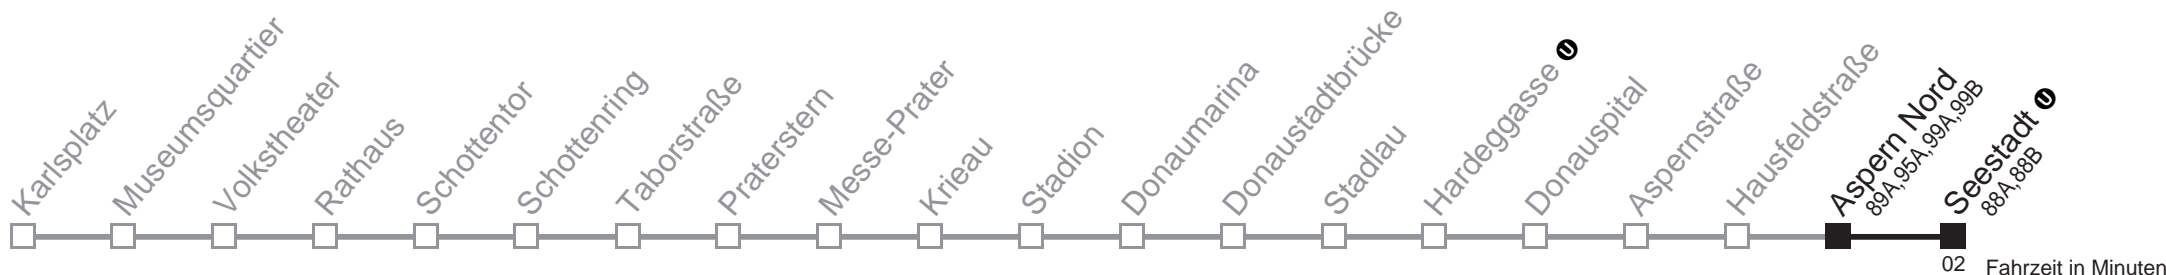 Karlsplatz
Museumsquartier
Volkstheater
Rathaus
Schottentor
Schottenring
Taborstraße
Praterstern
Messe-Prater
Krieau
Stadion
Donaumarina
Donaustadtbrücke
Stadlau
Hardeggasse U
Donauspital
Aspernstraße
Hausfeldstraße
Aspern Nord
89A,95A,99A,99B
Seestadt U
88A,88B
02 Fahrzeit in Minuten